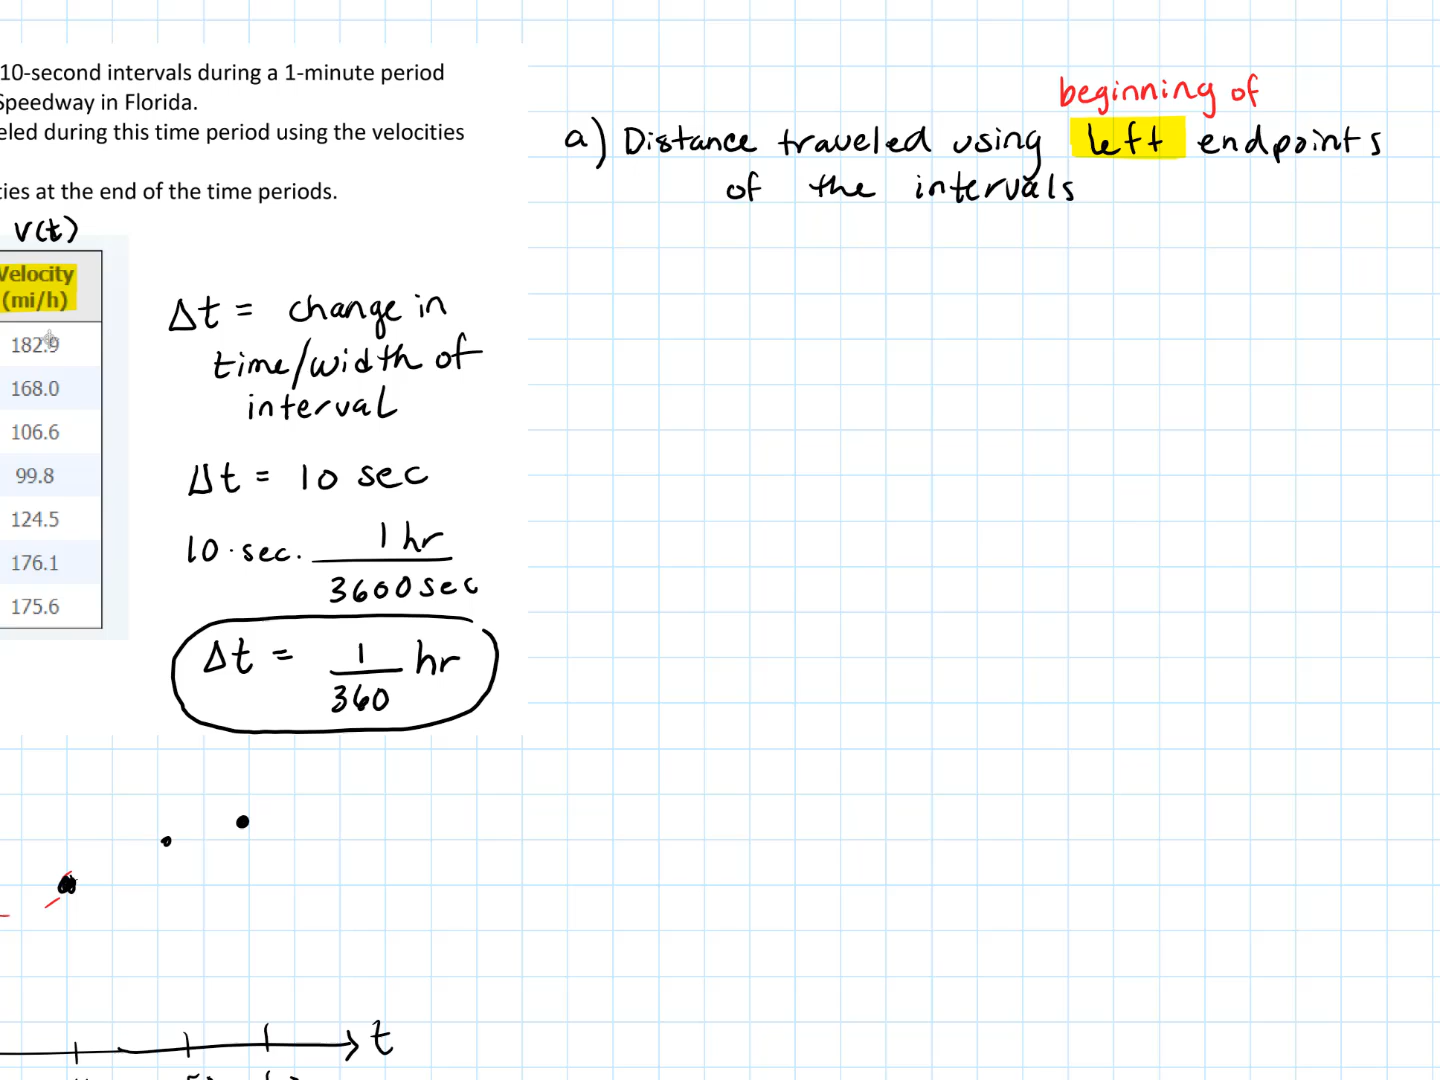 10-second intervals during a 1-minute period
Speedway in Florida.
eled during this time period using the velocities
ties at the end of the time periods.
V(t)
Velocity
(mi/h)
182.9
168.0
106.6
99.8
124.5
176.1
175.6
Δt = change in
time/width of
interval
Δt = 10 sec
10 · sec · 1 hr
3600 sec
Δt = 1 hr
360
beginning of
a) Distance traveled using left endpoints
of the intervals
t